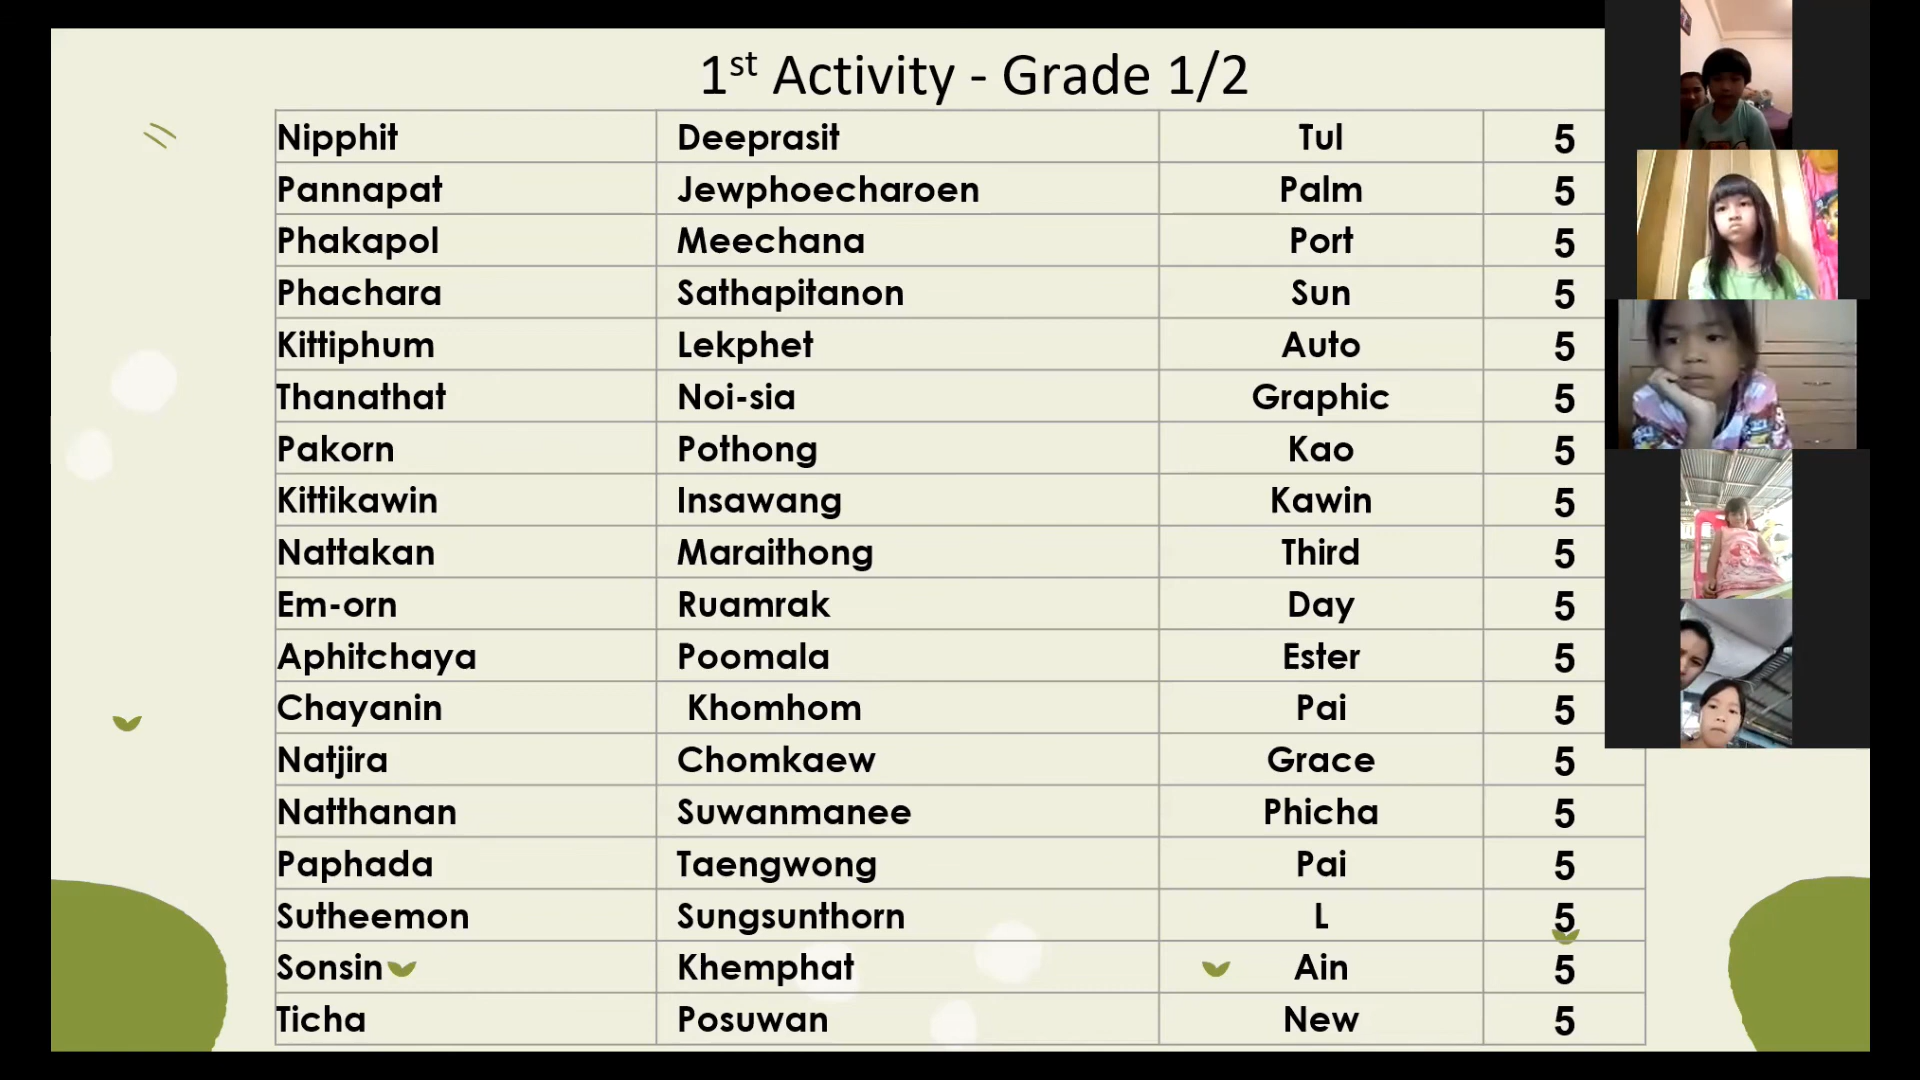 1st Activity - Grade 1/2
Nipphit Deeprasit Tul 5
Pannapat Jewphoecharoen Palm 5
Phakapol Meechana Port 5
Phachara Sathapitanon Sun 5
Kittiphum Lekphet Auto 5
Thanathat Noi-sia Graphic 5
Pakorn Pothong Kao 5
Kittikawin Insawang Kawin 5
Nattakan Maraithong Third 5
Em-orn Ruamrak Day 5
Aphitchaya Poomala Ester 5
Chayanin Khomhom Pai 5
Natjira Chomkaew Grace 5
Natthanan Suwanmanee Phicha 5
Paphada Taengwong Pai 5
Sutheemon Sungsunthorn L 5
Sonsin Khemphat Ain 5
Ticha Posuwan New 5